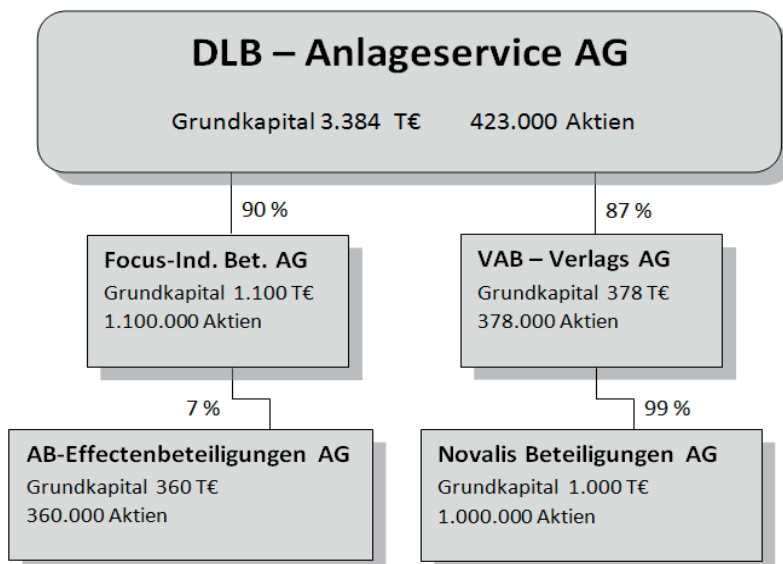 DLB – Anlageservice AG
Grundkapital 3.384 T€ 423.000 Aktien
90 %
87 %
Focus-Ind. Bet. AG
Grundkapital 1.100 T€
1.100.000 Aktien
VAB – Verlags AG
Grundkapital 378 T€
378.000 Aktien
7 %
99 %
AB-Effectenbeteiligungen AG
Grundkapital 360 T€
360.000 Aktien
Novalis Beteiligungen AG
Grundkapital 1.000 T€
1.000.000 Aktien